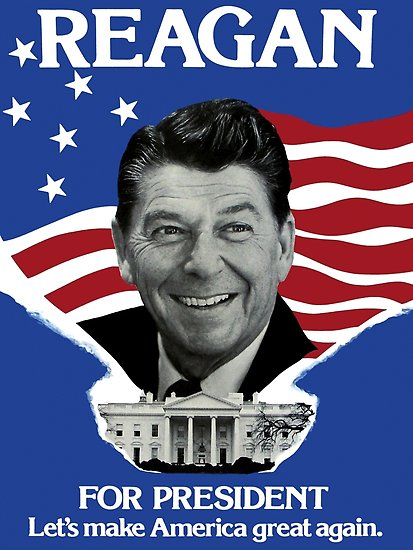 REAGAN
FOR PRESIDENT
Let's make America great again.